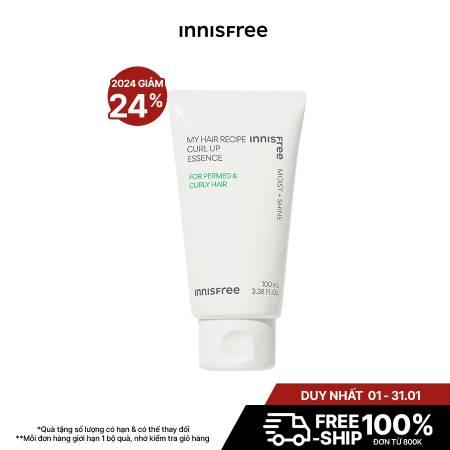 INNISFREE
2024 GIẢM
24%
MY HAIR RECIPE
CURL UP
ESSENCE
FOR PERMED &
CURLY HAIR
INNISFREE
MOIST + SHINE
100 mL
3.38 Fl.Oz.
INNISFREE
DUY NHẤT 01 - 31.01
FREE
-SHIP
100%
ĐƠN TỪ 800K
*Quà tặng số lượng có hạn & có thể thay đổi
**Mỗi đơn hàng giới hạn 1 bộ quà, nhớ kiểm tra giỏ hàng